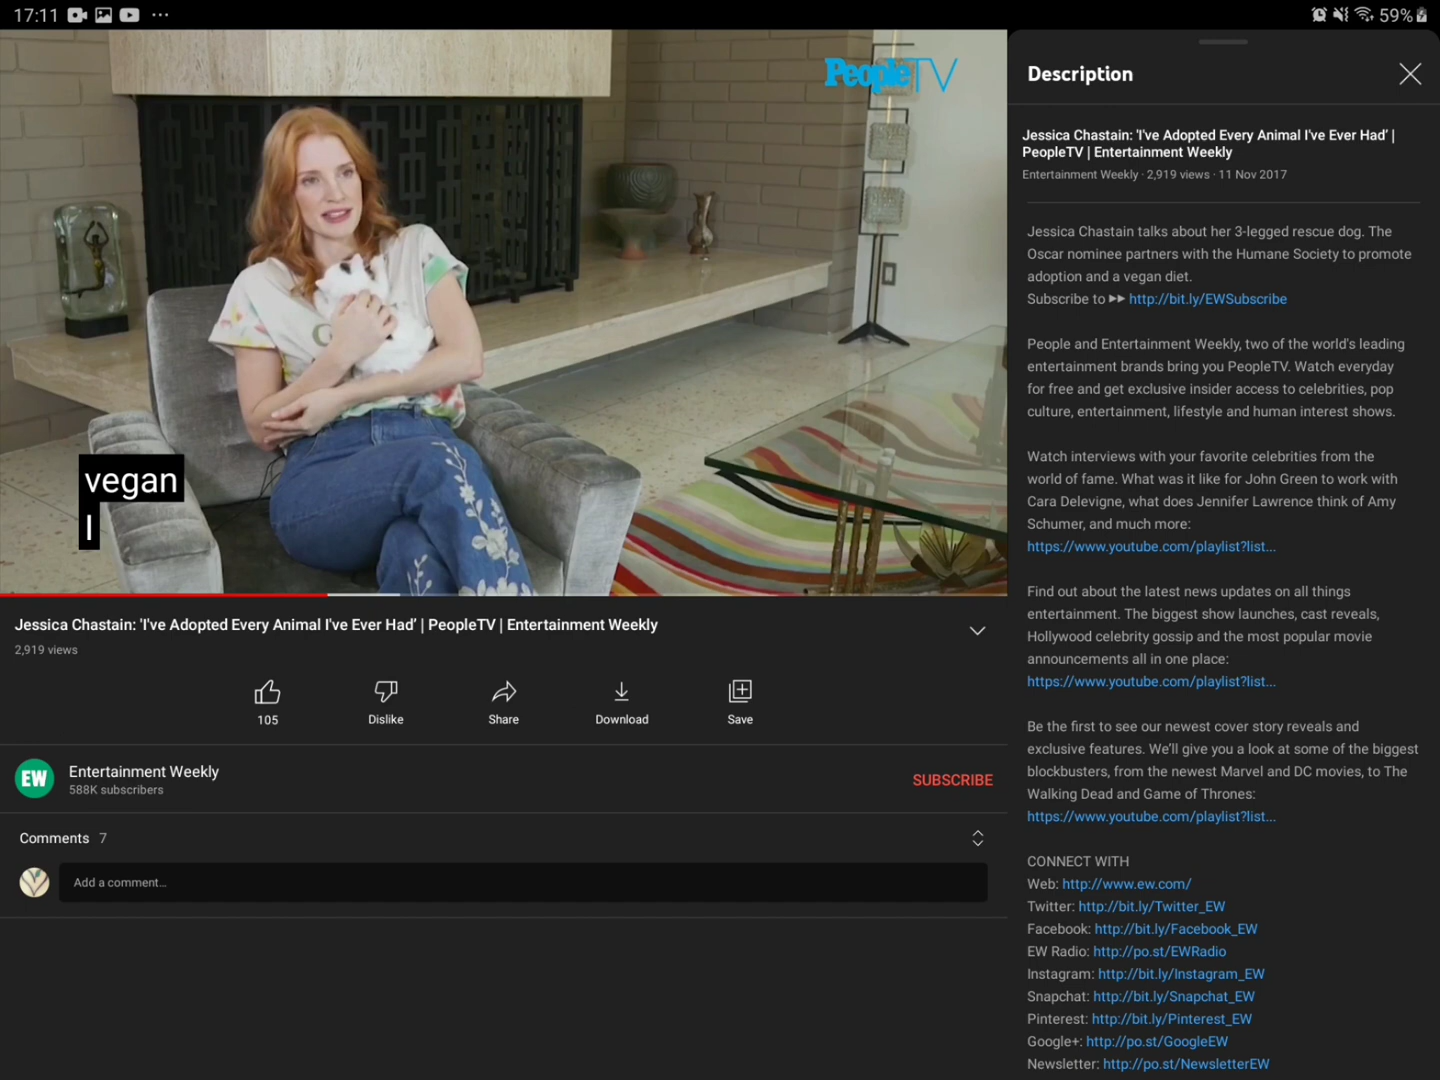 17:11
59%
PeopleTV
vegan
I
Jessica Chastain: 'I've Adopted Every Animal I've Ever Had' | PeopleTV | Entertainment Weekly
2,919 views
105
Dislike
Share
Download
Save
EW
Entertainment Weekly
588K subscribers
SUBSCRIBE
Comments 7
Add a comment...
Description
Jessica Chastain: 'I've Adopted Every Animal I've Ever Had' |
PeopleTV | Entertainment Weekly
Entertainment Weekly · 2,919 views · 11 Nov 2017
Jessica Chastain talks about her 3-legged rescue dog. The
Oscar nominee partners with the Humane Society to promote
adoption and a vegan diet.
Subscribe to ▸▸ http://bit.ly/EWSubscribe
People and Entertainment Weekly, two of the world's leading
entertainment brands bring you PeopleTV. Watch everyday
for free and get exclusive insider access to celebrities, pop
culture, entertainment, lifestyle and human interest shows.
Watch interviews with your favorite celebrities from the
world of fame. What was it like for John Green to work with
Cara Delevigne, what does Jennifer Lawrence think of Amy
Schumer, and much more:
https://www.youtube.com/playlist?list...
Find out about the latest news updates on all things
entertainment. The biggest show launches, cast reveals,
Hollywood celebrity gossip and the most popular movie
announcements all in one place:
https://www.youtube.com/playlist?list...
Be the first to see our newest cover story reveals and
exclusive features. We'll give you a look at some of the biggest
blockbusters, from the newest Marvel and DC movies, to The
Walking Dead and Game of Thrones:
https://www.youtube.com/playlist?list...
CONNECT WITH
Web: http://www.ew.com/
Twitter: http://bit.ly/Twitter_EW
Facebook: http://bit.ly/Facebook_EW
EW Radio: http://po.st/EWRadio
Instagram: http://bit.ly/Instagram_EW
Snapchat: http://bit.ly/Snapchat_EW
Pinterest: http://bit.ly/Pinterest_EW
Google+: http://po.st/GoogleEW
Newsletter: http://po.st/NewsletterEW